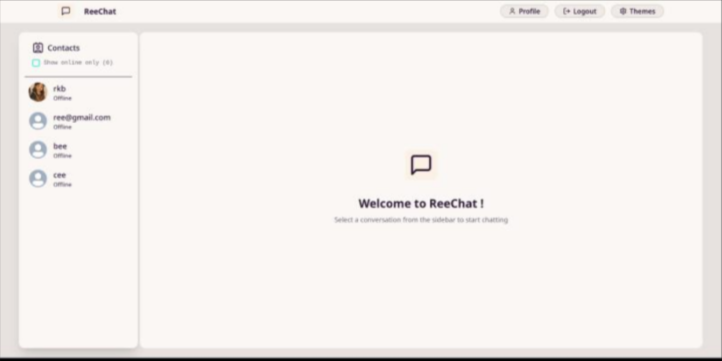 ReeChat
Profile
Logout
Themes
Contacts
Show online only (0)
rkb
Offline
ree@gmail.com
Offline
bee
Offline
cee
Offline
Welcome to ReeChat !
Select a conversation from the sidebar to start chatting